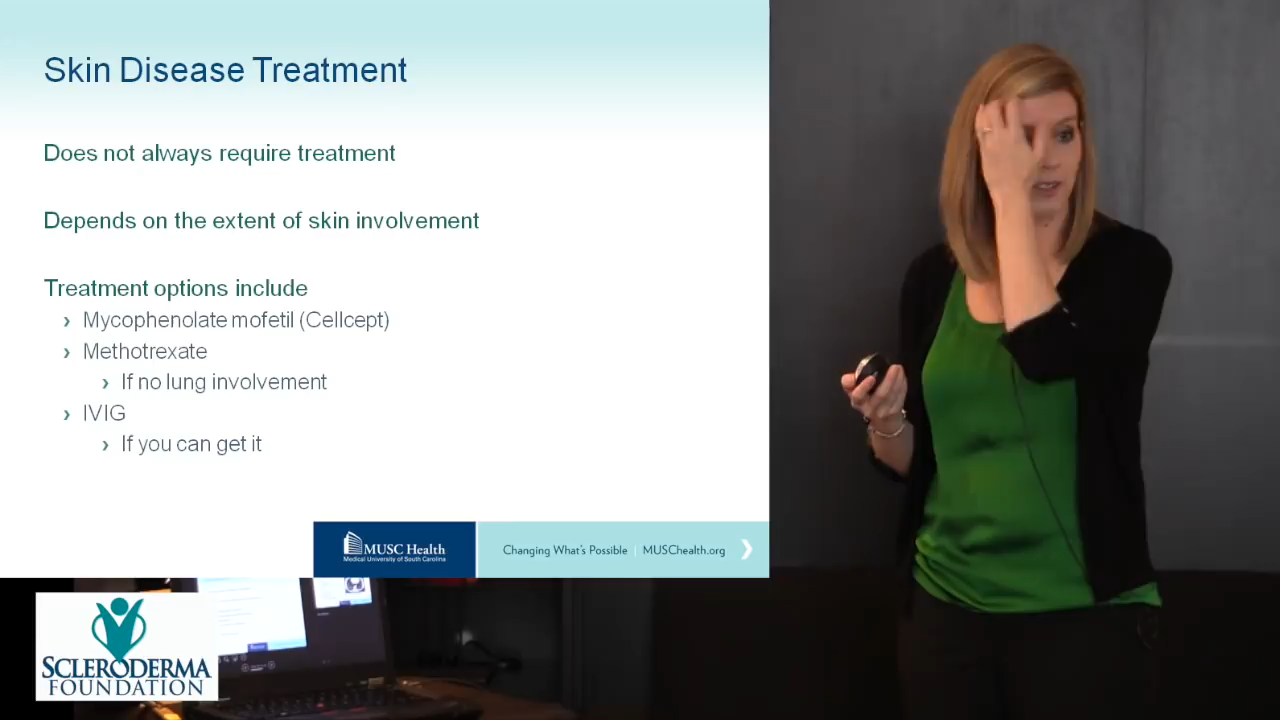 Skin Disease Treatment
Does not always require treatment
Depends on the extent of skin involvement
Treatment options include
› Mycophenolate mofetil (Cellcept)
› Methotrexate
› If no lung involvement
› IVIG
› If you can get it
MUSC Health
Medical University of South Carolina
Changing What's Possible | MUSChealth.org
SCLERODERMA
FOUNDATION